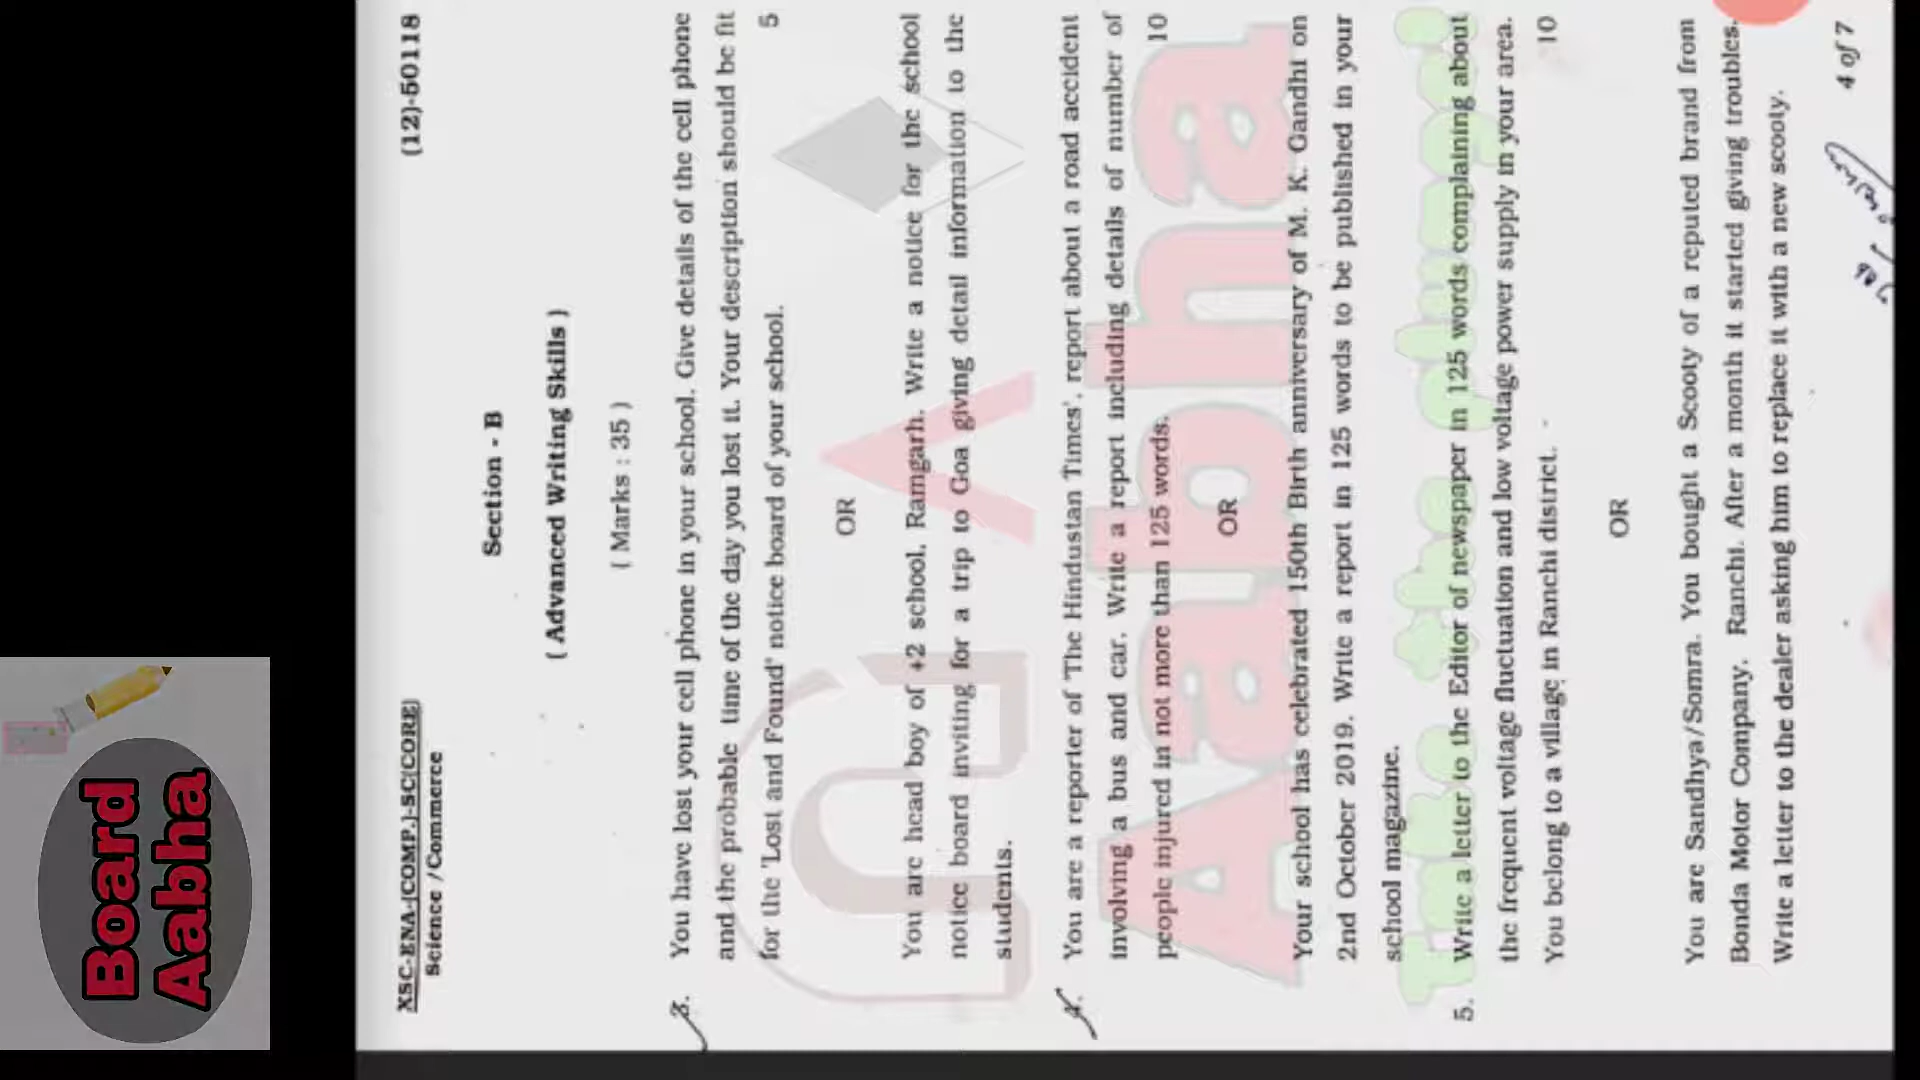 XSC-ENA-(COMP.)-SC(CORE) (12)-50118
Science /Commerce
Section - B
( Advanced Writing Skills )
( Marks : 35 )
3. You have lost your cell phone in your school. Give details of the cell phone
and the probable time of the day you lost it. Your description should be fit
for the 'Lost and Found' notice board of your school. 5
OR
You are head boy of +2 school, Ramgarh. Write a notice for the school
notice board inviting for a trip to Goa giving detail information to the
students.
4. You are a reporter of 'The Hindustan Times', report about a road accident
involving a bus and car. Write a report including details of number of
people injured in not more than 125 words. 10
OR
Your school has celebrated 150th Birth anniversary of M. K. Gandhi on
2nd October 2019. Write a report in 125 words to be published in your
school magazine.
5. Write a letter to the Editor of newspaper in 125 words complaining about
the frequent voltage fluctuation and low voltage power supply in your area.
You belong to a village in Ranchi district. 10
OR
You are Sandhya/Somra. You bought a Scooty of a reputed brand from
Bonda Motor Company, Ranchi. After a month it started giving troubles.
Write a letter to the dealer asking him to replace it with a new scooty.
4 of 7
Board
Aabha
Aabha